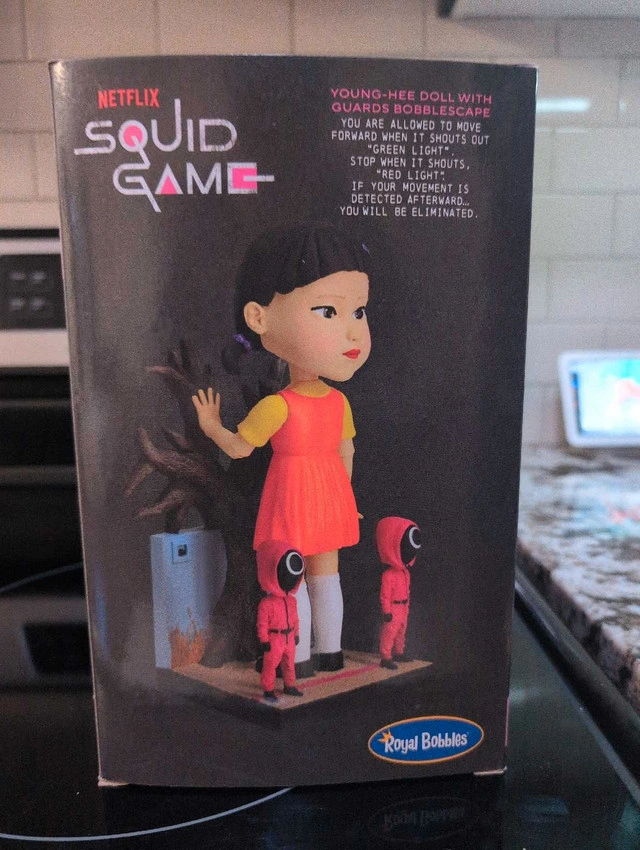 NETFLIX
SQUID
GAME
YOUNG-HEE DOLL WITH
GUARDS BOBBLESCAPE
YOU ARE ALLOWED TO MOVE
FORWARD WHEN IT SHOUTS OUT
"GREEN LIGHT".
STOP WHEN IT SHOUTS,
"RED LIGHT".
IF YOUR MOVEMENT IS
DETECTED AFTERWARD...
YOU WILL BE ELIMINATED.
Royal Bobbles